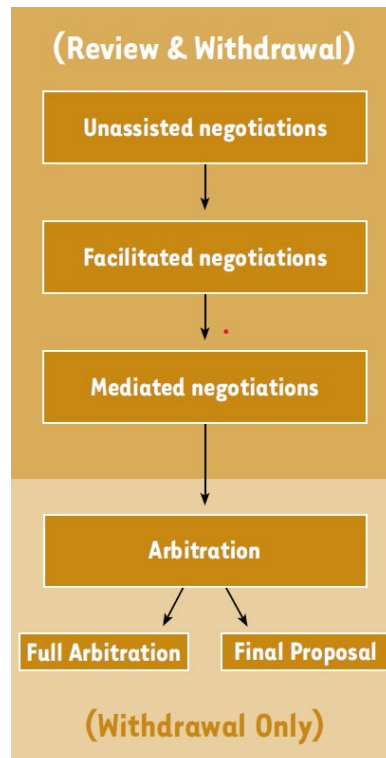 (Review & Withdrawal)
Unassisted negotiations
Facilitated negotiations
Mediated negotiations
Arbitration
Full Arbitration
Final Proposal
(Withdrawal Only)